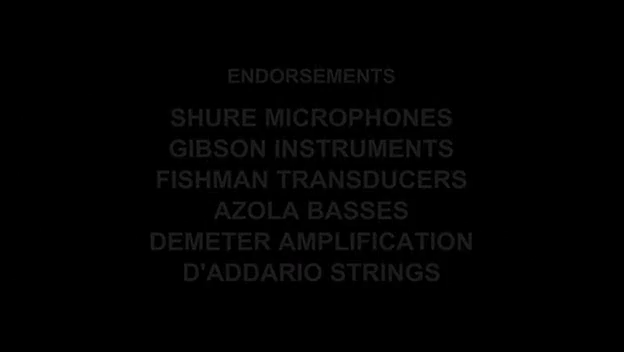 ENDORSEMENTS
SHURE MICROPHONES
GIBSON INSTRUMENTS
FISHMAN TRANSDUCERS
AZOLA BASSES
DEMETER AMPLIFICATION
D'ADDARIO STRINGS